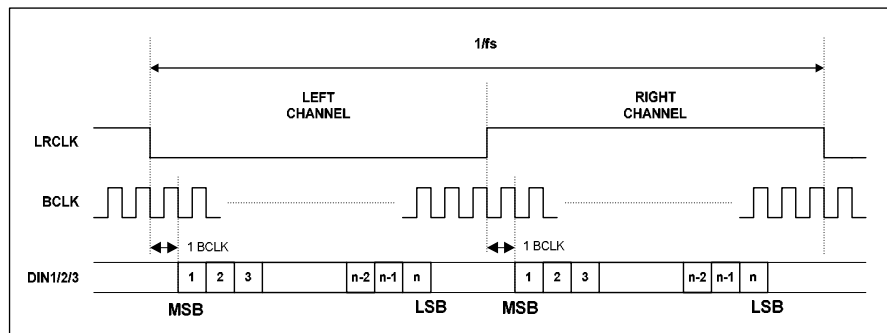 1/fs
LEFT
CHANNEL
RIGHT
CHANNEL
LRCLK
BCLK
1 BCLK
1 BCLK
DIN1/2/3
1 2 3 n-2 n-1 n 1 2 3 n-2 n-1 n
MSB LSB MSB LSB